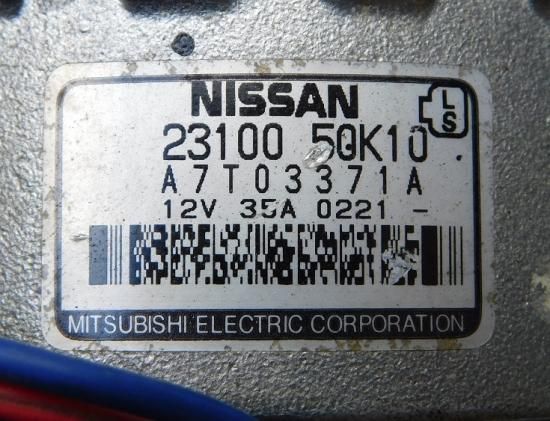 NISSAN
L
S
23100 50K10
A7T03371A
12V 35A 0221 -
MITSUBISHI ELECTRIC CORPORATION